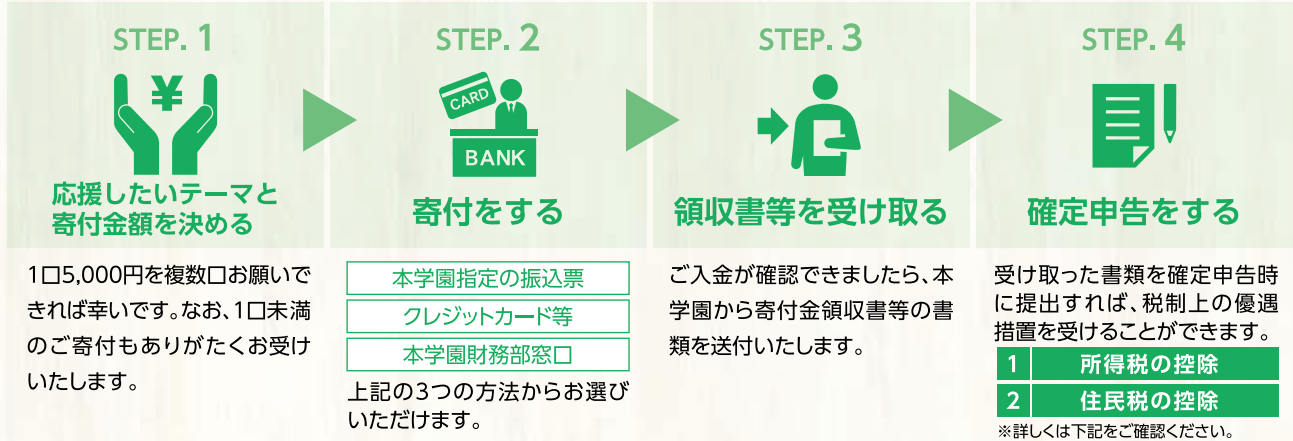 STEP. 1
¥
応援したいテーマと
寄付金額を決める
1口5,000円を複数口お願いで
きれば幸いです。なお、1口未満
のご寄付もありがたくお受け
いたします。
STEP. 2
CARD
BANK
寄付をする
本学園指定の振込票
クレジットカード等
本学園財務部窓口
上記の3つの方法からお選び
いただけます。
STEP. 3
領収書等を受け取る
ご入金が確認できましたら、本
学園から寄付金領収書等の書
類を送付いたします。
STEP. 4
確定申告をする
受け取った書類を確定申告時
に提出すれば、税制上の優遇
措置を受けることができます。
1 所得税の控除
2 住民税の控除
※詳しくは下記をご確認ください。